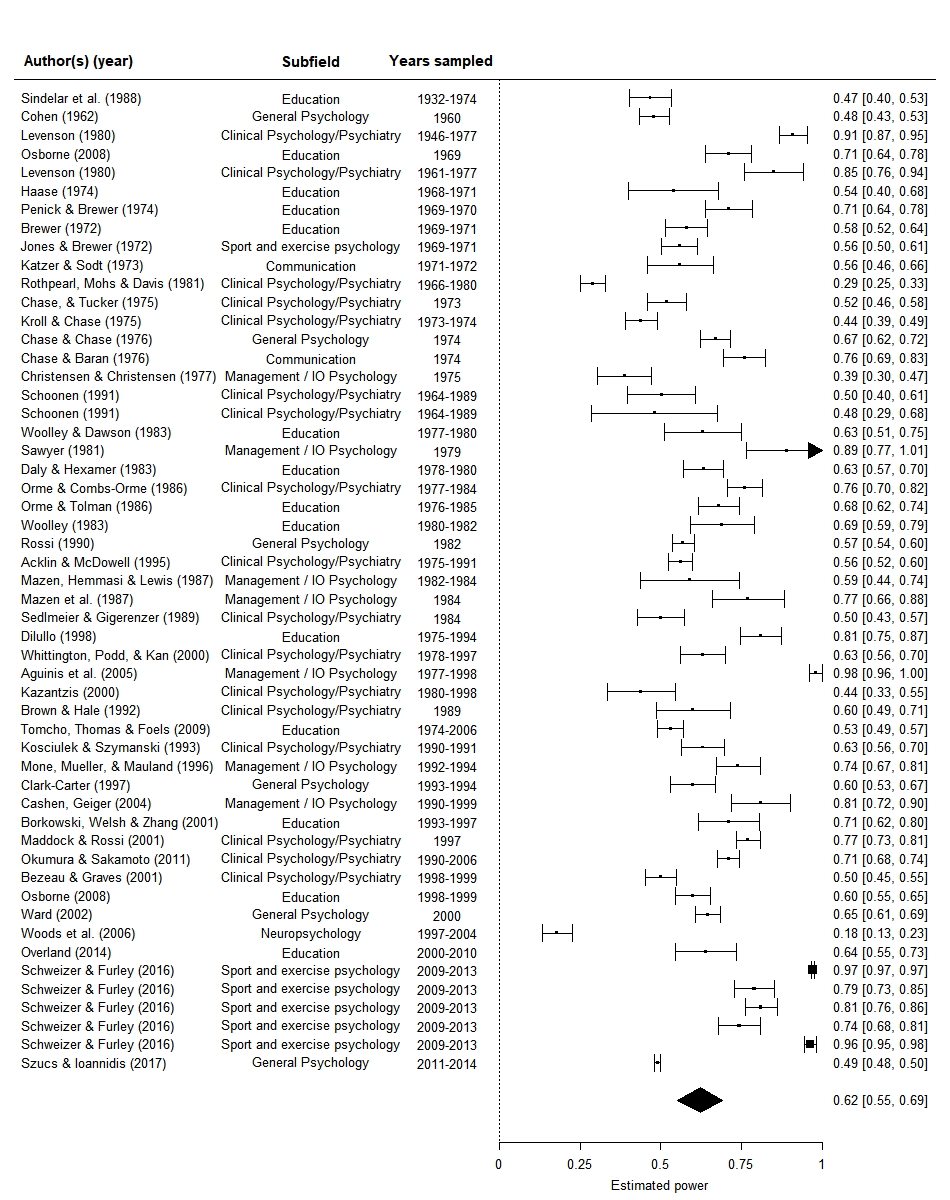 Author(s) (year) Subfield Years sampled
Sindelar et al. (1988) Education 1932-1974 0.47 [0.40, 0.53]
Cohen (1962) General Psychology 1960 0.48 [0.43, 0.53]
Levenson (1980) Clinical Psychology/Psychiatry 1946-1977 0.91 [0.87, 0.95]
Osborne (2008) Education 1969 0.71 [0.64, 0.78]
Levenson (1980) Clinical Psychology/Psychiatry 1961-1977 0.85 [0.76, 0.94]
Haase (1974) Education 1968-1971 0.54 [0.40, 0.68]
Penick & Brewer (1974) Education 1969-1970 0.71 [0.64, 0.78]
Brewer (1972) Education 1969-1971 0.58 [0.52, 0.64]
Jones & Brewer (1972) Sport and exercise psychology 1969-1971 0.56 [0.50, 0.61]
Katzer & Sodt (1973) Communication 1971-1972 0.56 [0.46, 0.66]
Rothpearl, Mohs & Davis (1981) Clinical Psychology/Psychiatry 1966-1980 0.29 [0.25, 0.33]
Chase, & Tucker (1975) Clinical Psychology/Psychiatry 1973 0.52 [0.46, 0.58]
Kroll & Chase (1975) Clinical Psychology/Psychiatry 1973-1974 0.44 [0.39, 0.49]
Chase & Chase (1976) General Psychology 1974 0.67 [0.62, 0.72]
Chase & Baran (1976) Communication 1974 0.76 [0.69, 0.83]
Christensen & Christensen (1977) Management / IO Psychology 1975 0.39 [0.30, 0.47]
Schoonen (1991) Clinical Psychology/Psychiatry 1964-1989 0.50 [0.40, 0.61]
Schoonen (1991) Clinical Psychology/Psychiatry 1964-1989 0.48 [0.29, 0.68]
Woolley & Dawson (1983) Education 1977-1980 0.63 [0.51, 0.75]
Sawyer (1981) Management / IO Psychology 1979 0.89 [0.77, 1.01]
Daly & Hexamer (1983) Education 1978-1980 0.63 [0.57, 0.70]
Orme & Combs-Orme (1986) Clinical Psychology/Psychiatry 1977-1984 0.76 [0.70, 0.82]
Orme & Tolman (1986) Education 1976-1985 0.68 [0.62, 0.74]
Woolley (1983) Education 1980-1982 0.69 [0.59, 0.79]
Rossi (1990) General Psychology 1982 0.57 [0.54, 0.60]
Acklin & McDowell (1995) Clinical Psychology/Psychiatry 1975-1991 0.56 [0.52, 0.60]
Mazen, Hemmasi & Lewis (1987) Management / IO Psychology 1982-1984 0.59 [0.44, 0.74]
Mazen et al. (1987) Management / IO Psychology 1984 0.77 [0.66, 0.88]
Sedlmeier & Gigerenzer (1989) Clinical Psychology/Psychiatry 1984 0.50 [0.43, 0.57]
Dilullo (1998) Education 1975-1994 0.81 [0.75, 0.87]
Whittington, Podd, & Kan (2000) Clinical Psychology/Psychiatry 1978-1997 0.63 [0.56, 0.70]
Aguinis et al. (2005) Management / IO Psychology 1977-1998 0.98 [0.96, 1.00]
Kazantzis (2000) Clinical Psychology/Psychiatry 1980-1998 0.44 [0.33, 0.55]
Brown & Hale (1992) Clinical Psychology/Psychiatry 1989 0.60 [0.49, 0.71]
Tomcho, Thomas & Foels (2009) Education 1974-2006 0.53 [0.49, 0.57]
Kosciulek & Szymanski (1993) Clinical Psychology/Psychiatry 1990-1991 0.63 [0.56, 0.70]
Mone, Mueller, & Mauland (1996) Management / IO Psychology 1992-1994 0.74 [0.67, 0.81]
Clark-Carter (1997) General Psychology 1993-1994 0.60 [0.53, 0.67]
Cashen, Geiger (2004) Management / IO Psychology 1990-1999 0.81 [0.72, 0.90]
Borkowski, Welsh & Zhang (2001) Education 1993-1997 0.71 [0.62, 0.80]
Maddock & Rossi (2001) Clinical Psychology/Psychiatry 1997 0.77 [0.73, 0.81]
Okumura & Sakamoto (2011) Clinical Psychology/Psychiatry 1990-2006 0.71 [0.68, 0.74]
Bezeau & Graves (2001) Clinical Psychology/Psychiatry 1998-1999 0.50 [0.45, 0.55]
Osborne (2008) Education 1998-1999 0.60 [0.55, 0.65]
Ward (2002) General Psychology 2000 0.65 [0.61, 0.69]
Woods et al. (2006) Neuropsychology 1997-2004 0.18 [0.13, 0.23]
Overland (2014) Education 2000-2010 0.64 [0.55, 0.73]
Schweizer & Furley (2016) Sport and exercise psychology 2009-2013 0.97 [0.97, 0.97]
Schweizer & Furley (2016) Sport and exercise psychology 2009-2013 0.79 [0.73, 0.85]
Schweizer & Furley (2016) Sport and exercise psychology 2009-2013 0.81 [0.76, 0.86]
Schweizer & Furley (2016) Sport and exercise psychology 2009-2013 0.74 [0.68, 0.81]
Schweizer & Furley (2016) Sport and exercise psychology 2009-2013 0.96 [0.95, 0.98]
Szucs & Ioannidis (2017) General Psychology 2011-2014 0.49 [0.48, 0.50]
0.62 [0.55, 0.69]
0 0.25 0.5 0.75 1
Estimated power